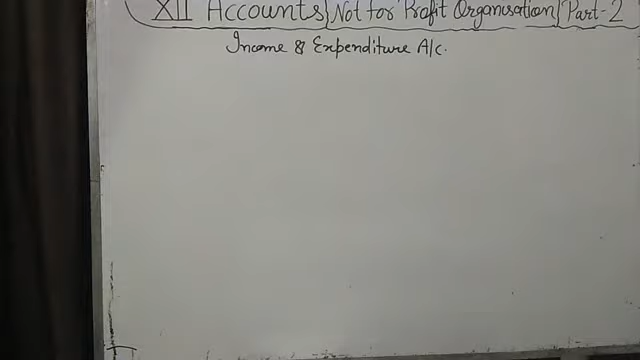 XII Accounts} Not for Profit Organisation} Part-2
Income & Expenditure A/c.